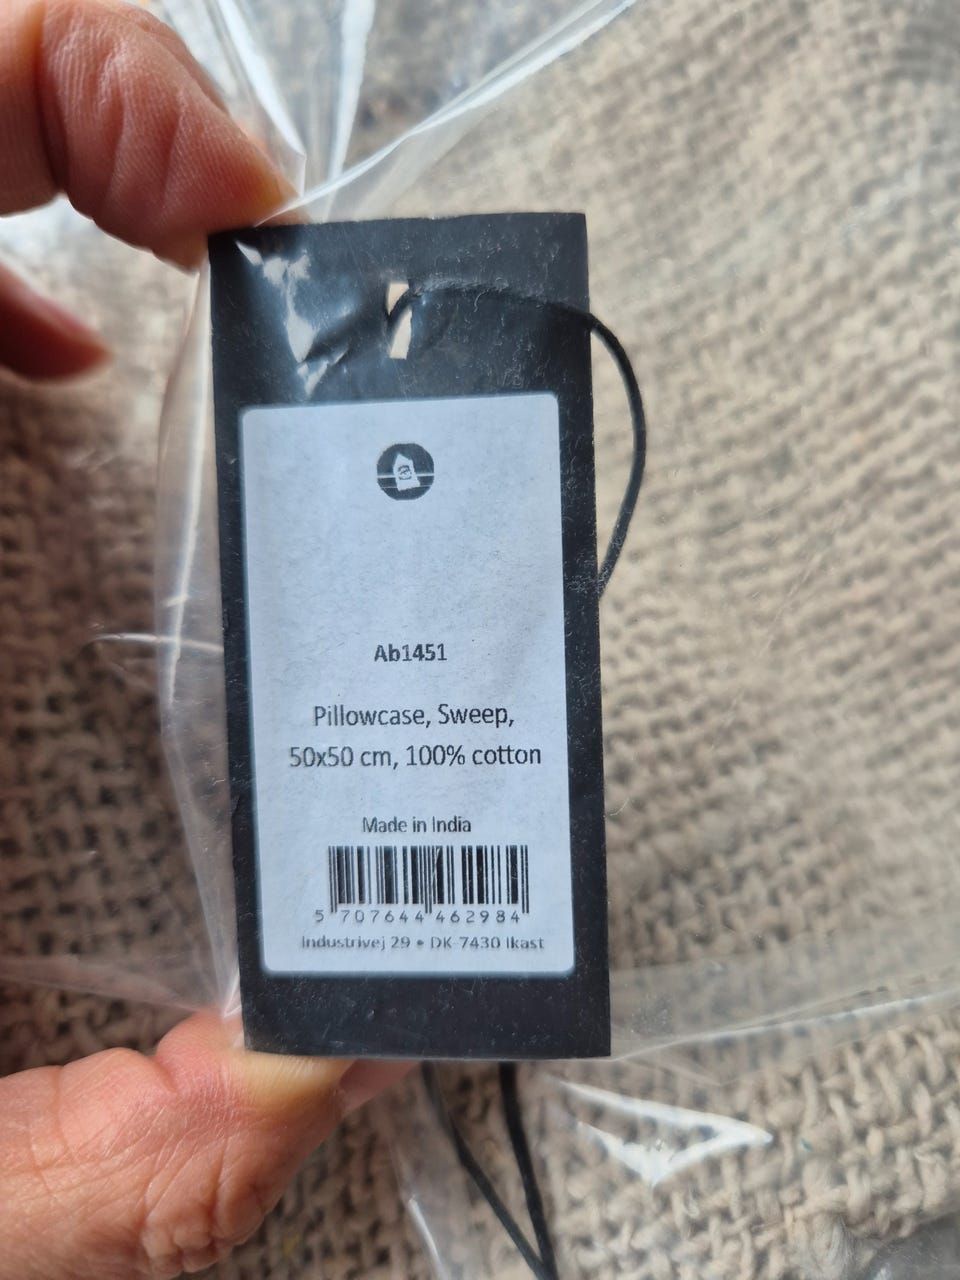 Ab1451
Pillowcase, Sweep,
50x50 cm, 100% cotton
Made in India
5 707644 462984
Industrivej 29 • DK-7430 Ikast